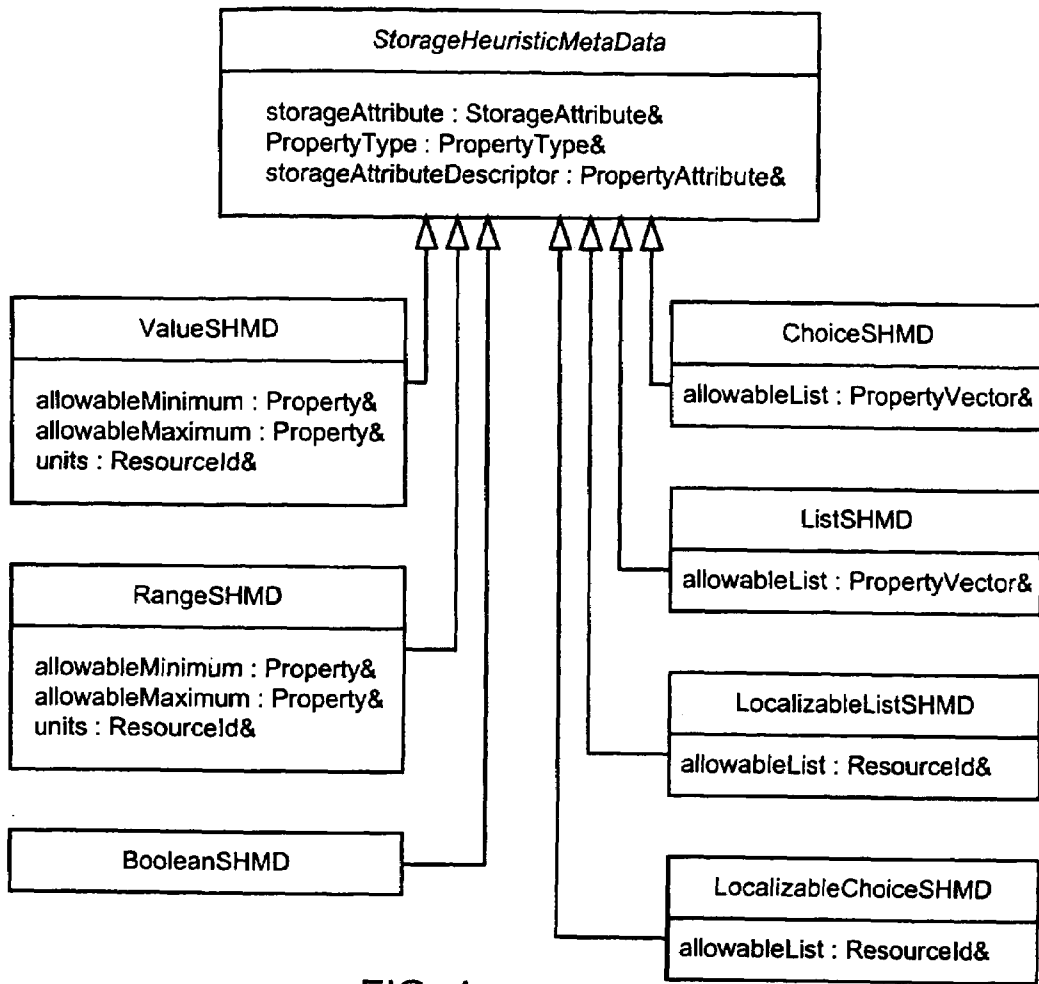 StorageHeuristicMetaData
storageAttribute : StorageAttribute&
PropertyType : PropertyType&
storageAttributeDescriptor : PropertyAttribute&
ValueSHMD
allowableMinimum : Property&
allowableMaximum : Property&
units : ResourceId&
RangeSHMD
allowableMinimum : Property&
allowableMaximum : Property&
units : ResourceId&
BooleanSHMD
ChoiceSHMD
allowableList : PropertyVector&
ListSHMD
allowableList : PropertyVector&
LocalizableListSHMD
allowableList : ResourceId&
LocalizableChoiceSHMD
allowableList : ResourceId&